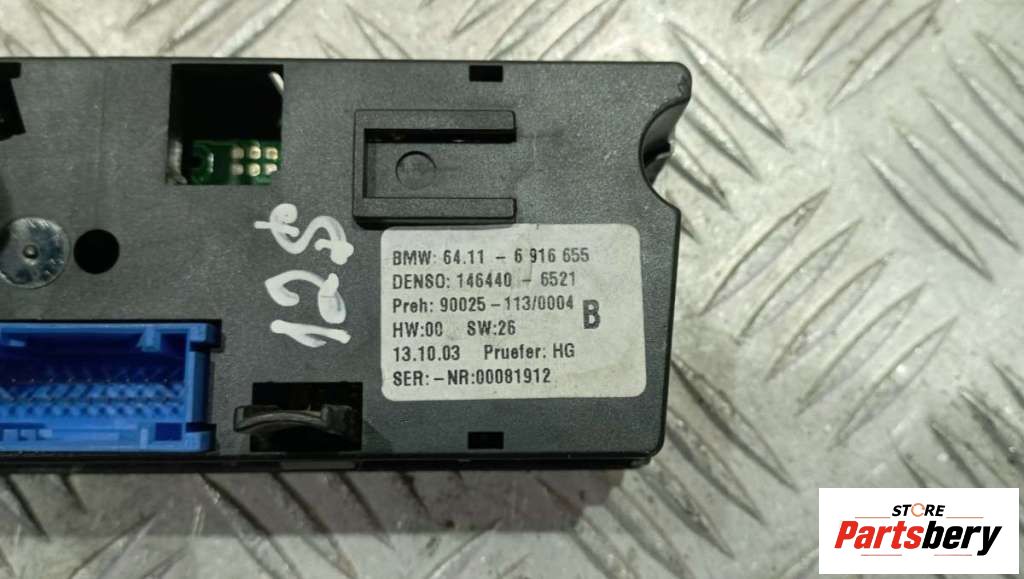 BMW: 64.11 - 6 916 655
DENSO: 146440 - 6521
Preh: 90025-113/0004
B
HW:00 SW:26
13.10.03 Pruefer: HG
SER:-NR:00081912
STORE
Partsbery